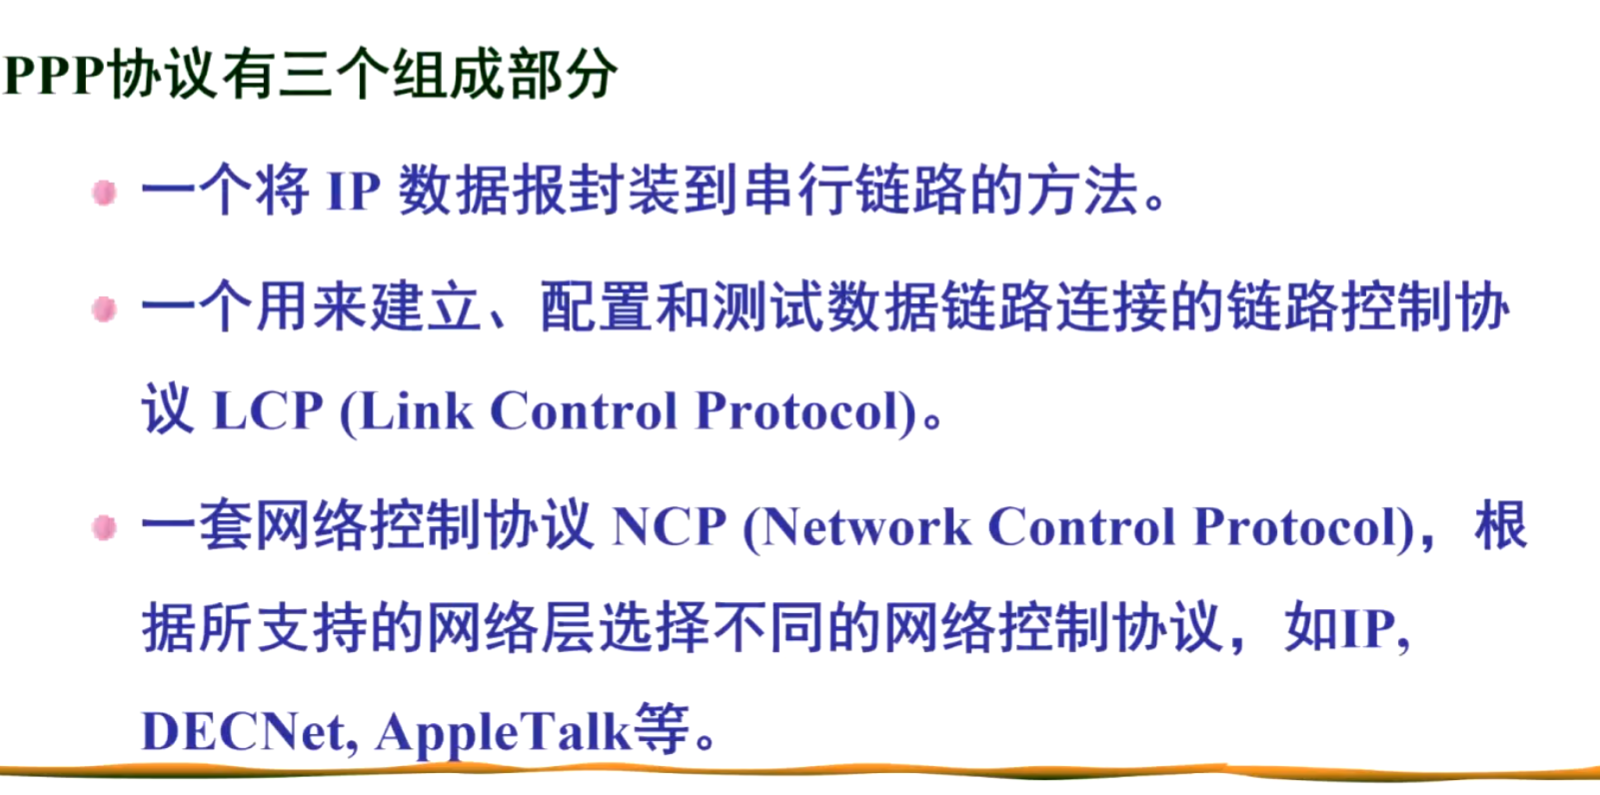 PPP协议有三个组成部分
一个将 IP 数据报封装到串行链路的方法。
一个用来建立、配置和测试数据链路连接的链路控制协
议 LCP (Link Control Protocol)。
一套网络控制协议 NCP (Network Control Protocol)，根
据所支持的网络层选择不同的网络控制协议，如IP,
DECNet, AppleTalk等。